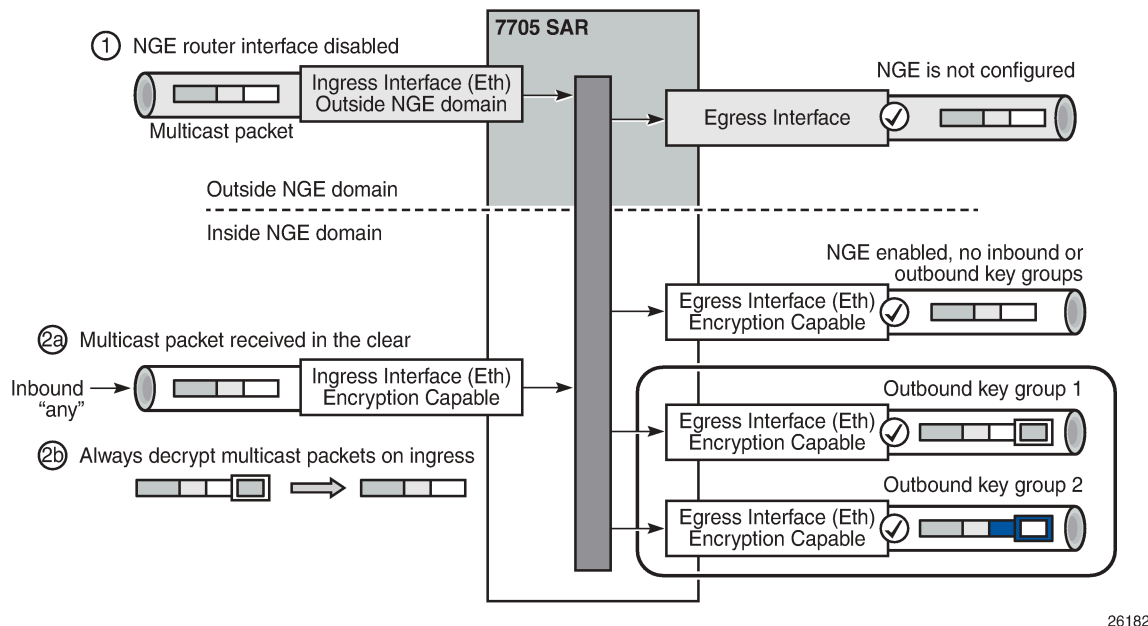 7705 SAR
1 NGE router interface disabled
Ingress Interface (Eth)
Outside NGE domain
Multicast packet
NGE is not configured
Egress Interface
Outside NGE domain
Inside NGE domain
NGE enabled, no inbound or
outbound key groups
Egress Interface (Eth)
Encryption Capable
2a Multicast packet received in the clear
Inbound
“any”
Ingress Interface (Eth)
Encryption Capable
2b Always decrypt multicast packets on ingress
Outbound key group 1
Egress Interface (Eth)
Encryption Capable
Outbound key group 2
Egress Interface (Eth)
Encryption Capable
26182